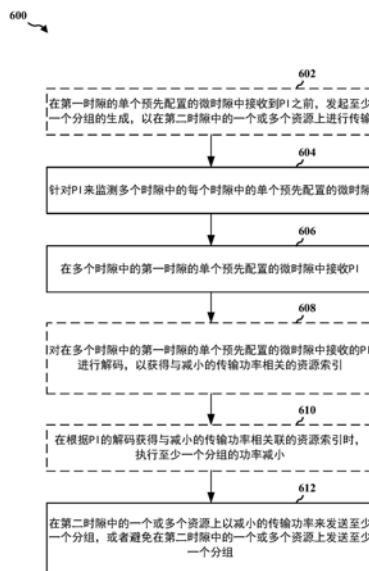 600
602
在第一时隙的单个预先配置的微时隙中接收到PI之前，发起至少
一个分组的生成，以在第二时隙中的一个或多个资源上进行传输
604
针对PI来监测多个时隙中的每个时隙中的单个预先配置的微时隙
606
在多个时隙中的第一时隙的单个预先配置的微时隙中接收PI
608
对在多个时隙中的第一时隙的单个预先配置的微时隙中接收的PI
进行解码，以获得与减小的传输功率相关的资源索引
610
在根据PI的解码获得与减小的传输功率相关联的资源索引时，
执行至少一个分组的功率减小
612
在第二时隙中的一个或多个资源上以减小的传输功率来发送至少
一个分组，或者避免在第二时隙中的一个或多个资源上发送至少
一个分组